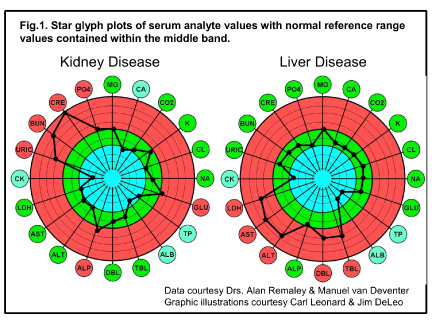 Fig.1. Star glyph plots of serum analyte values with normal reference range
values contained within the middle band.
Kidney Disease
MG
CA
CO2
K
CL
NA
GLU
TP
ALB
TBL
DBL
ALP
ALT
AST
LDH
CK
URIC
BUN
CRE
PO4
Liver Disease
MG
CA
CO2
K
CL
NA
GLU
TP
ALB
TBL
DBL
ALP
ALT
AST
LDH
CK
URIC
BUN
CRE
PO4
Data courtesy Drs. Alan Remaley & Manuel van Deventer
Graphic illustrations courtesy Carl Leonard & Jim DeLeo